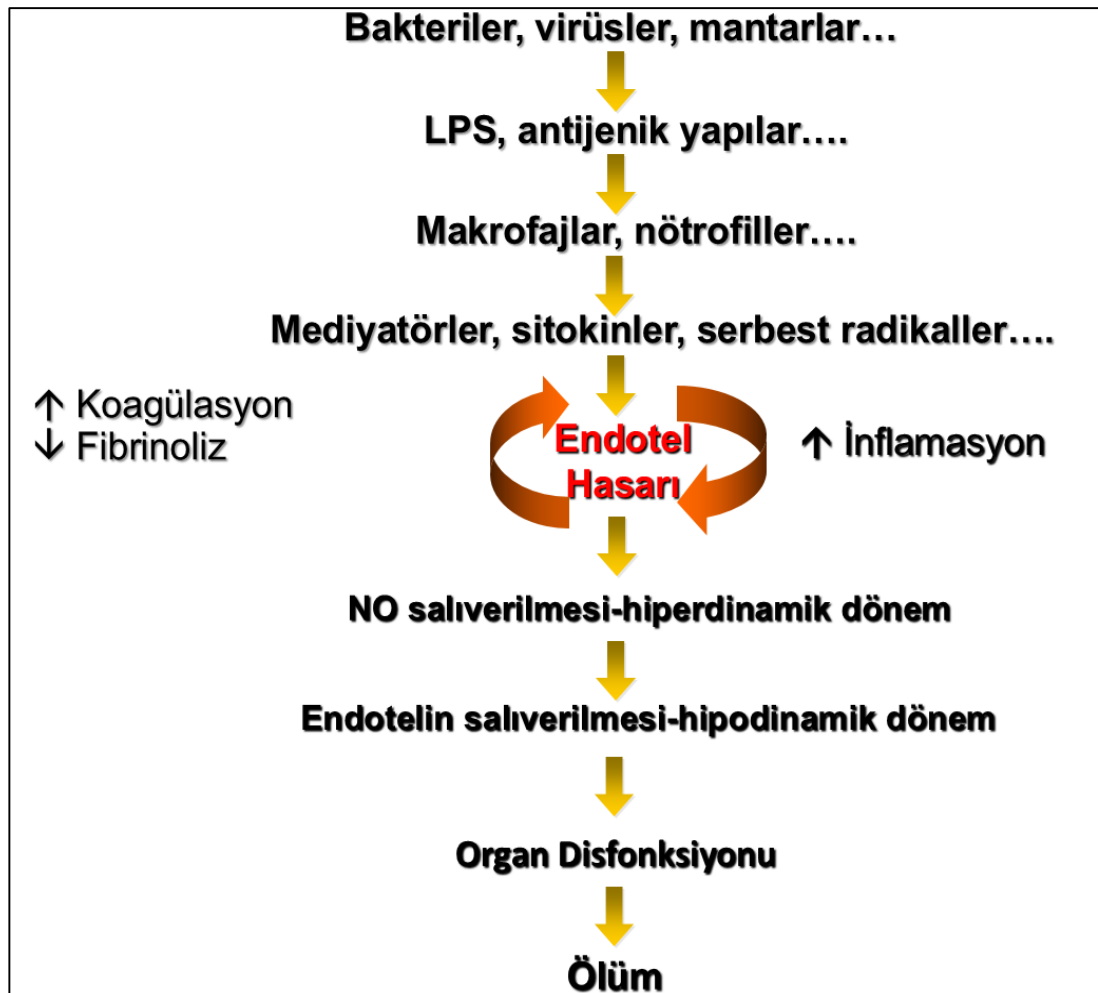 Bakteriler, virüsler, mantarlar…
LPS, antijenik yapılar….
Makrofajlar, nötrofiller….
Mediyatörler, sitokinler, serbest radikaller….
↑ Koagülasyon
↓ Fibrinoliz
Endotel
Hasarı
↑ İnflamasyon
NO salıverilmesi-hiperdinamik dönem
Endotelin salıverilmesi-hipodinamik dönem
Organ Disfonksiyonu
Ölüm